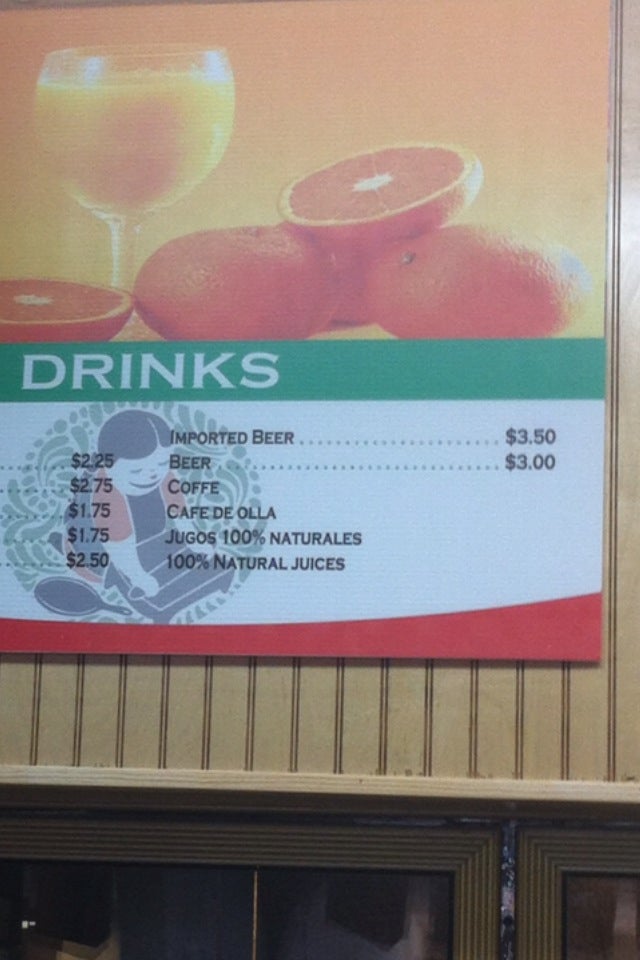 DRINKS
IMPORTED BEER ................................ $3.50
$2.25 BEER ................................ $3.00
$2.75 COFFE
$1.75 CAFE DE OLLA
$1.75 JUGOS 100% NATURALES
$2.50 100% NATURAL JUICES